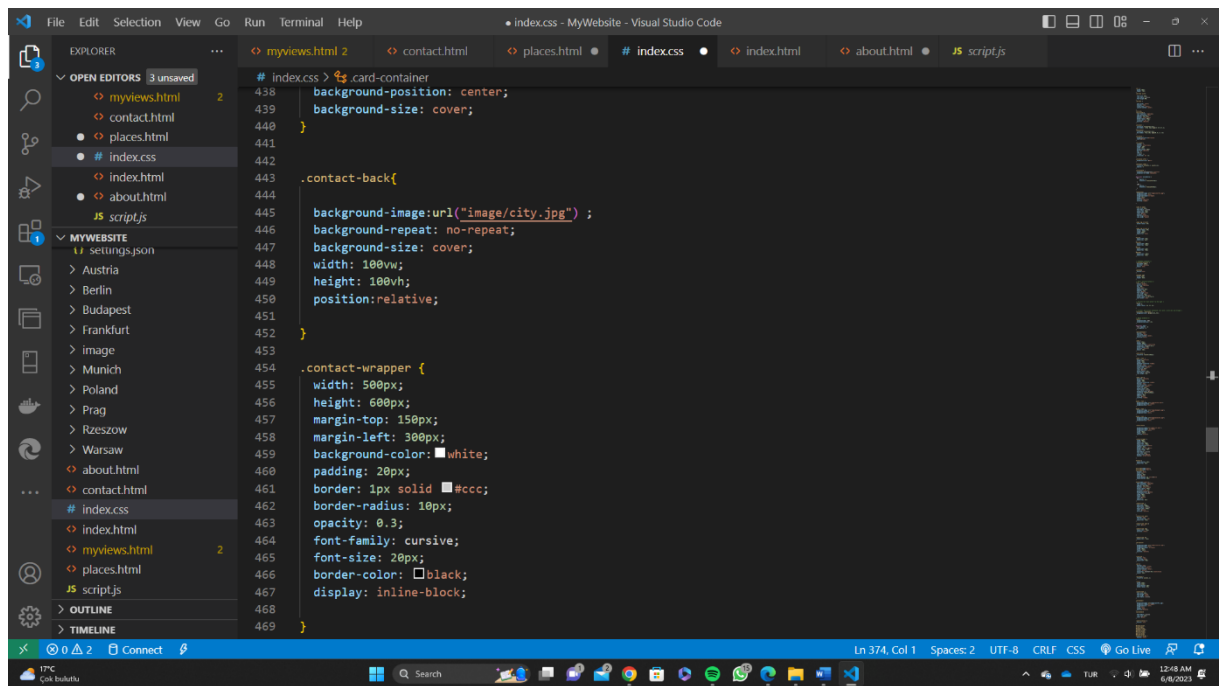 File Edit Selection View Go Run Terminal Help ● index.css - MyWebsite - Visual Studio Code
EXPLORER ··· <> myviews.html 2 <> contact.html <> places.html ● # index.css ● <> index.html <> about.html ● JS script.js
OPEN EDITORS 3 unsaved
<> myviews.html 2
<> contact.html
● <> places.html
● # index.css
<> index.html
● <> about.html
JS script.js
MYWEBSITE
{} settings.json
> Austria
> Berlin
> Budapest
> Frankfurt
> image
> Munich
> Poland
> Prag
> Rzeszow
> Warsaw
<> about.html
<> contact.html
# index.css
<> index.html
<> myviews.html 2
<> places.html
JS script.js
> OUTLINE
> TIMELINE
3
1
# index.css > .card-container
438 background-position: center;
439 background-size: cover;
440 }
441
442
443 .contact-back{
444
445 background-image:url("image/city.jpg") ;
446 background-repeat: no-repeat;
447 background-size: cover;
448 width: 100vw;
449 height: 100vh;
450 position:relative;
451
452 }
453
454 .contact-wrapper {
455 width: 500px;
456 height: 600px;
457 margin-top: 150px;
458 margin-left: 300px;
459 background-color: white;
460 padding: 20px;
461 border: 1px solid #ccc;
462 border-radius: 10px;
463 opacity: 0.3;
464 font-family: cursive;
465 font-size: 20px;
466 border-color: black;
467 display: inline-block;
468
469 }
0 2 Connect Ln 374, Col 1 Spaces: 2 UTF-8 CRLF CSS Go Live
17°C
Çok bulutlu
Search
TUR
12:48 AM
6/8/2023